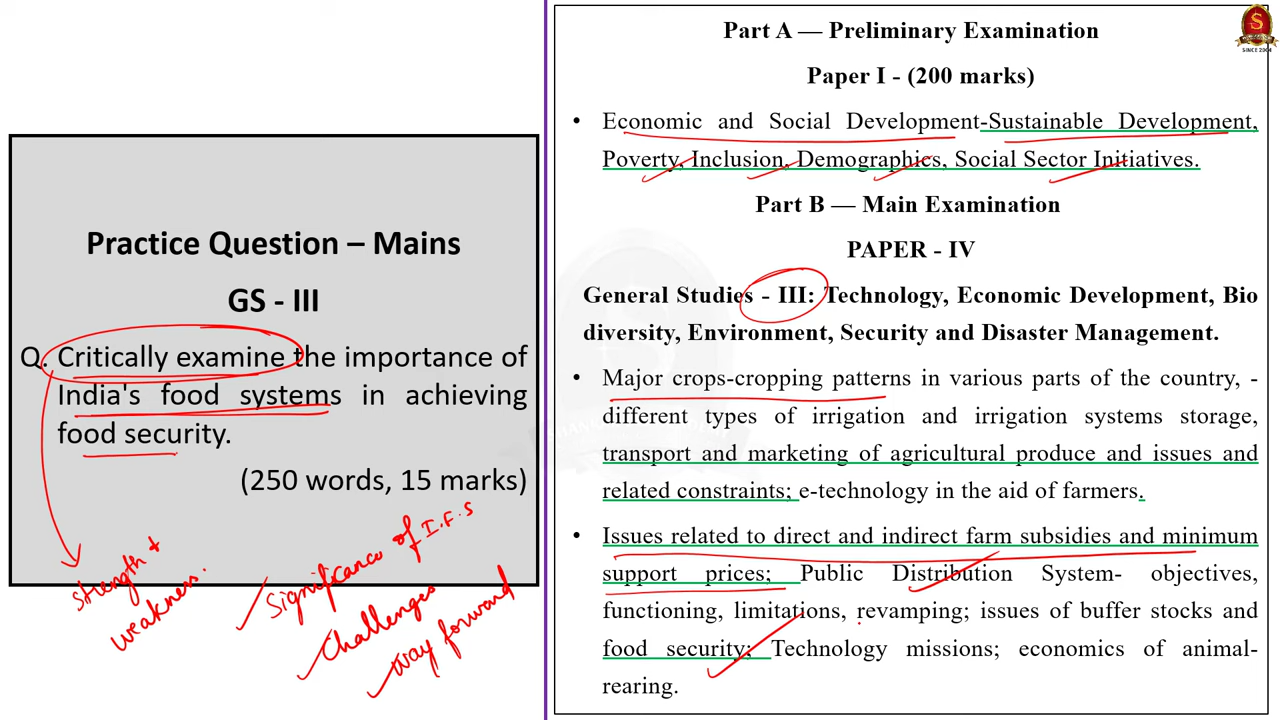 Practice Question – Mains
GS - III
Q. Critically examine the importance of
India's food systems in achieving
food security.
(250 words, 15 marks)
Strength &
weakness.
Significance of I.F.S
Challenges
way forward
Part A — Preliminary Examination
Paper I - (200 marks)
• Economic and Social Development-Sustainable Development,
Poverty, Inclusion, Demographics, Social Sector Initiatives.
Part B — Main Examination
PAPER - IV
General Studies - III: Technology, Economic Development, Bio
diversity, Environment, Security and Disaster Management.
• Major crops-cropping patterns in various parts of the country, -
different types of irrigation and irrigation systems storage,
transport and marketing of agricultural produce and issues and
related constraints; e-technology in the aid of farmers.
• Issues related to direct and indirect farm subsidies and minimum
support prices; Public Distribution System- objectives,
functioning, limitations, revamping; issues of buffer stocks and
food security; Technology missions; economics of animal-
rearing.
S
SINCE 2004